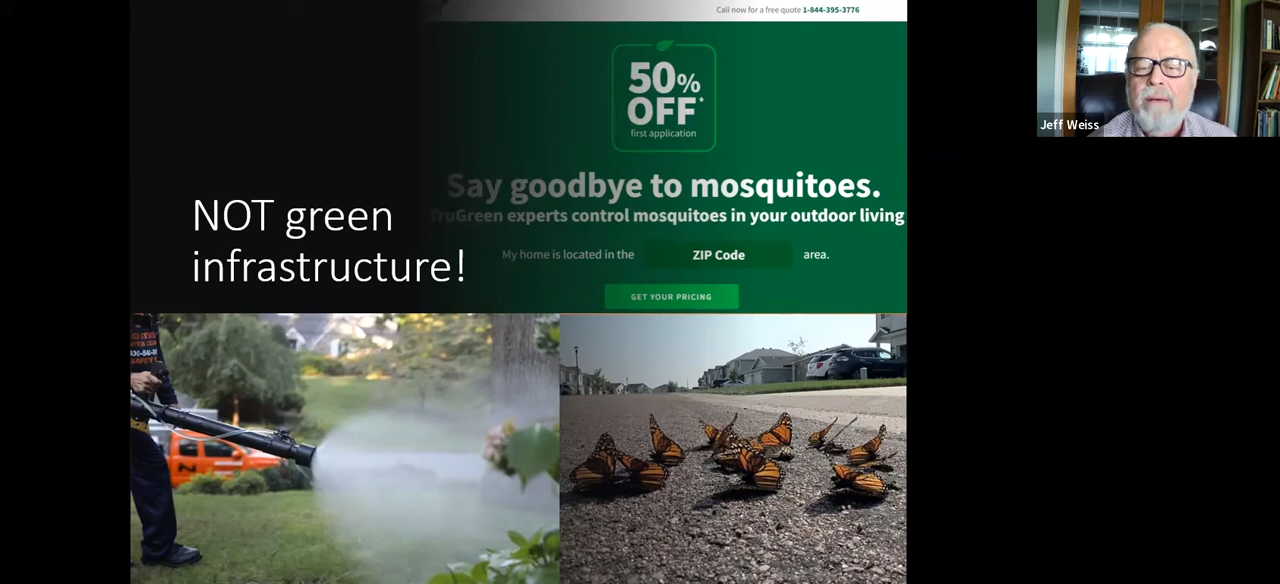 Call now for a free quote 1-844-395-3776
50%
OFF*
first application
Say goodbye to mosquitoes.
TruGreen experts control mosquitoes in your outdoor living
My home is located in the ZIP Code area.
GET YOUR PRICING
NOT green
infrastructure!
Jeff Weiss